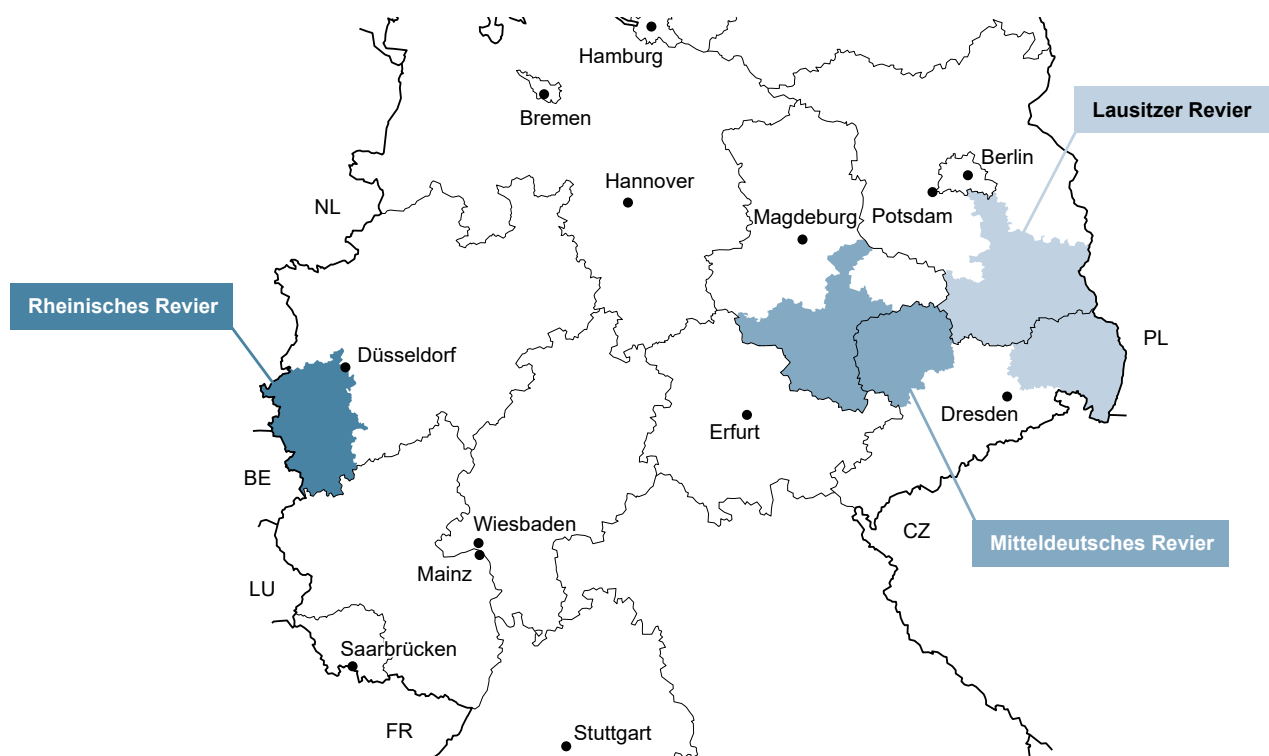 Hamburg
Lausitzer Revier
Bremen
Berlin
Hannover
NL
Magdeburg
Potsdam
Rheinisches Revier
PL
Düsseldorf
Dresden
Erfurt
BE
Wiesbaden
CZ
Mitteldeutsches Revier
Mainz
LU
Saarbrücken
FR
Stuttgart